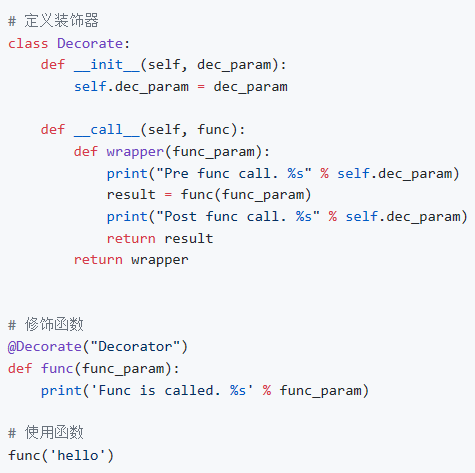 # 定义装饰器
class Decorate:
    def __init__(self, dec_param):
        self.dec_param = dec_param

    def __call__(self, func):
        def wrapper(func_param):
            print("Pre func call. %s" % self.dec_param)
            result = func(func_param)
            print("Post func call. %s" % self.dec_param)
            return result
        return wrapper


# 修饰函数
@Decorate("Decorator")
def func(func_param):
    print('Func is called. %s' % func_param)

# 使用函数
func('hello')